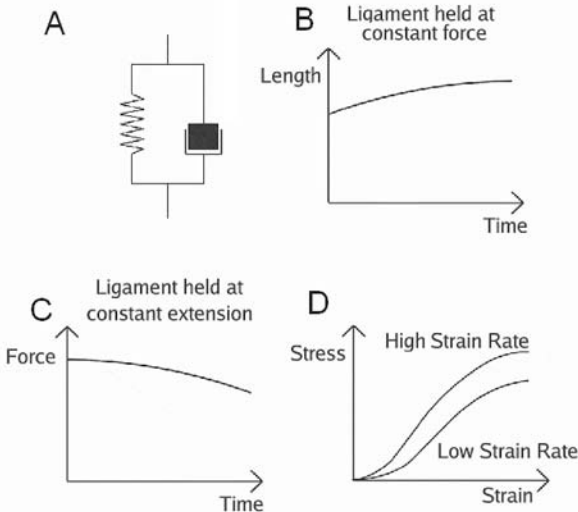 A
B
Ligament held at
constant force
Length
Time
C
Ligament held at
constant extension
Force
Time
D
Stress
High Strain Rate
Low Strain Rate
Strain